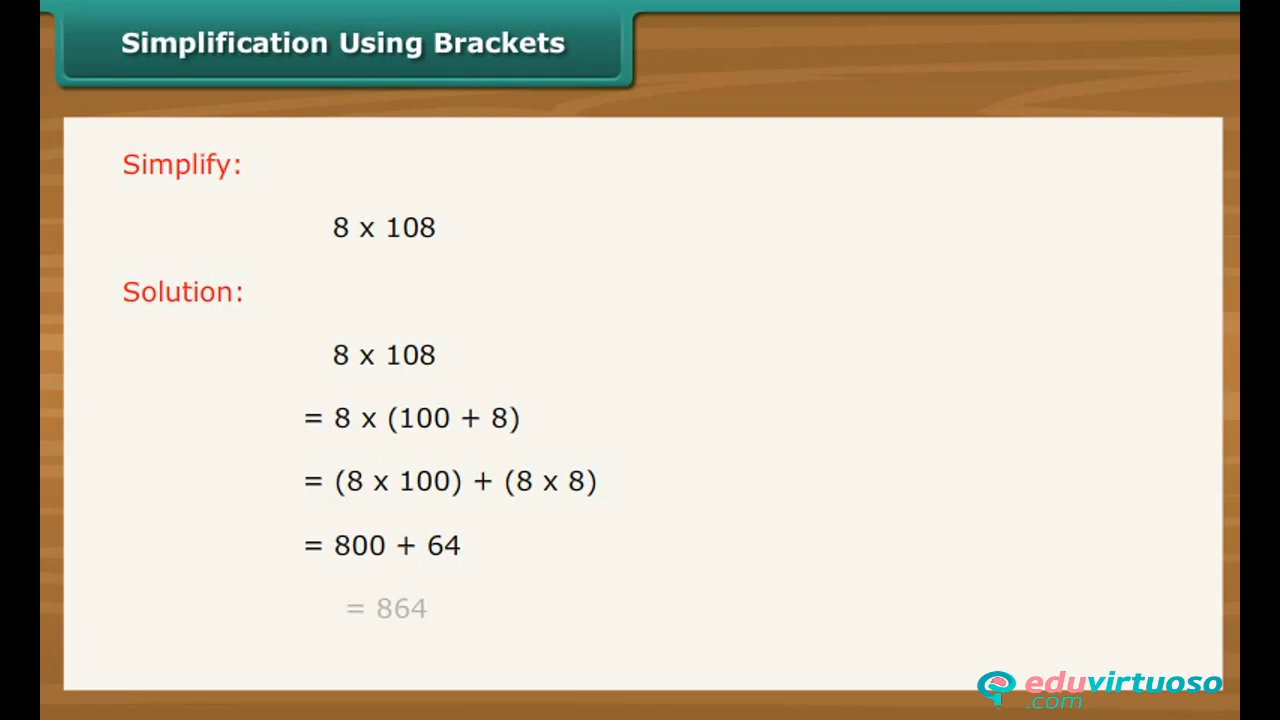 Simplification Using Brackets
Simplify:
8 x 108
Solution:
8 x 108
= 8 x (100 + 8)
= (8 x 100) + (8 x 8)
= 800 + 64
= 864
eduvirtuoso
.com